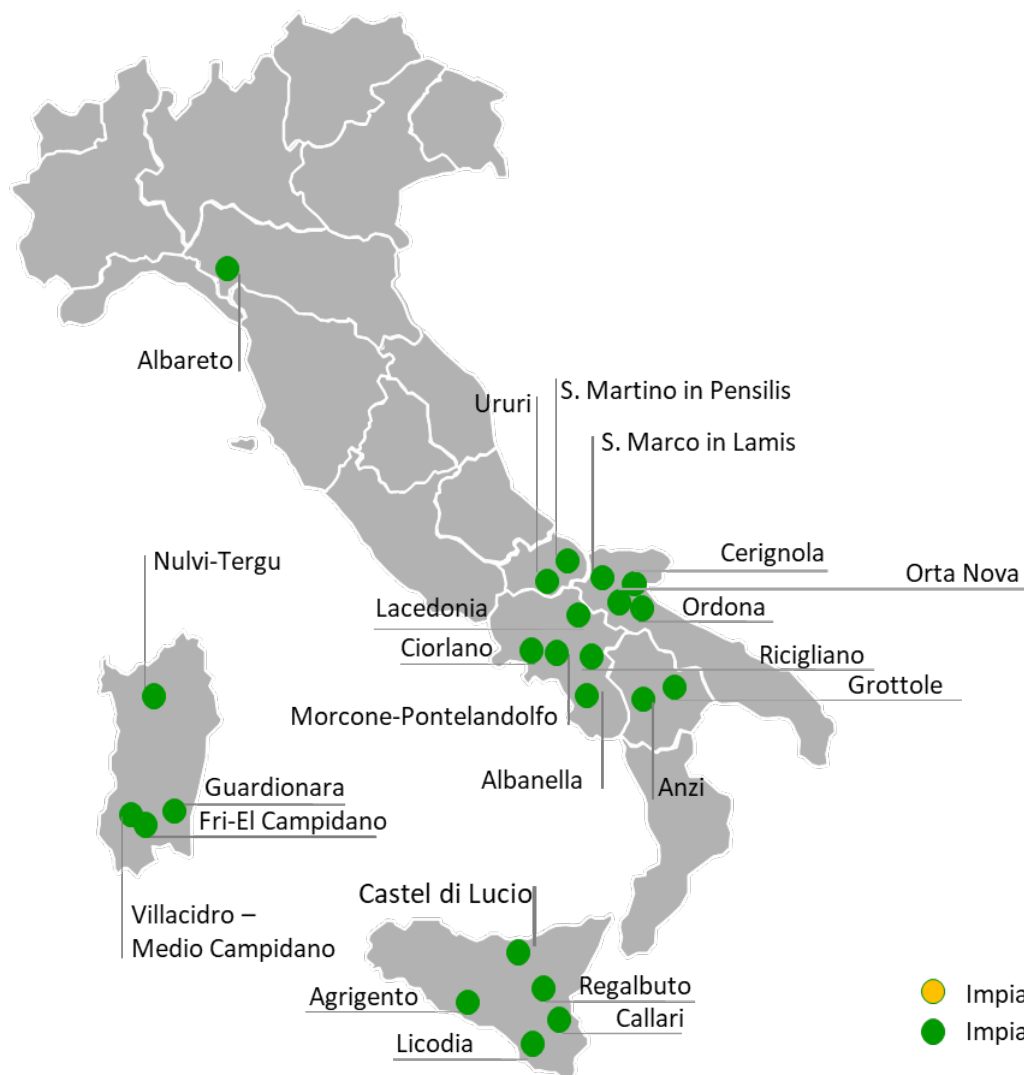 Albareto
Ururi
S. Martino in Pensilis
S. Marco in Lamis
Nulvi-Tergu
Cerignola
Orta Nova
Lacedonia
Ordona
Ciorlano
Ricigliano
Grottole
Morcone-Pontelandolfo
Albanella
Anzi
Guardionara
Fri-El Campidano
Villacidro –
Medio Campidano
Castel di Lucio
Regalbuto
Agrigento
Callari
Licodia
Impia
Impia